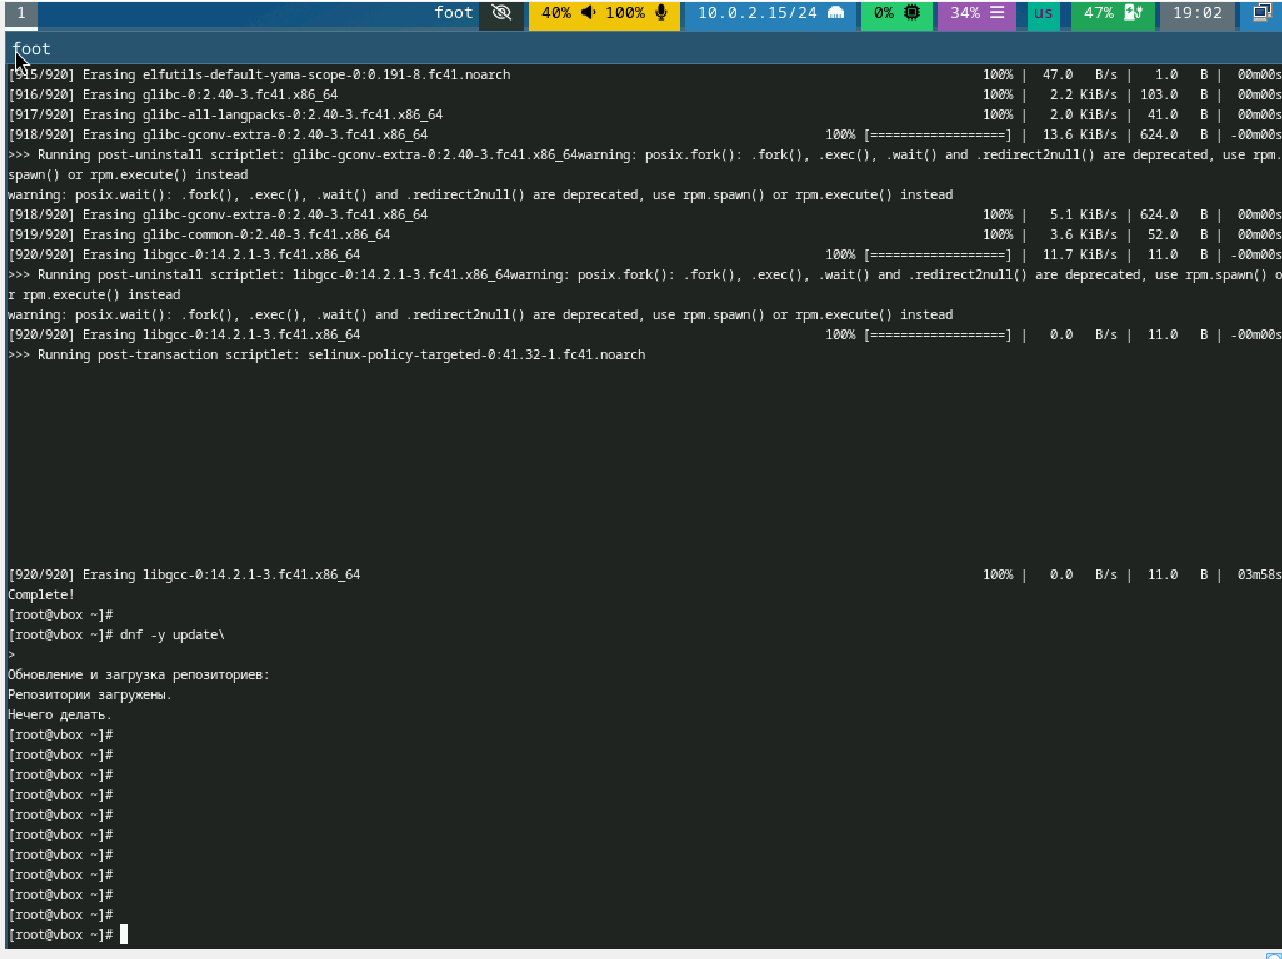 1 foot 40% 100% 10.0.2.15/24 0% 34% us 47% 19:02
foot
[915/920] Erasing elfutils-default-yama-scope-0:0.191-8.fc41.noarch 100% | 47.0 B/s | 1.0 B | 00m00s
[916/920] Erasing glibc-0:2.40-3.fc41.x86_64 100% | 2.2 KiB/s | 103.0 B | 00m00s
[917/920] Erasing glibc-all-langpacks-0:2.40-3.fc41.x86_64 100% | 2.0 KiB/s | 41.0 B | 00m00s
[918/920] Erasing glibc-gconv-extra-0:2.40-3.fc41.x86_64 100% [==================] | 13.6 KiB/s | 624.0 B | -00m00s
>>> Running post-uninstall scriptlet: glibc-gconv-extra-0:2.40-3.fc41.x86_64warning: posix.fork(): .fork(), .exec(), .wait() and .redirect2null() are deprecated, use rpm.
spawn() or rpm.execute() instead
warning: posix.wait(): .fork(), .exec(), .wait() and .redirect2null() are deprecated, use rpm.spawn() or rpm.execute() instead
[918/920] Erasing glibc-gconv-extra-0:2.40-3.fc41.x86_64 100% | 5.1 KiB/s | 624.0 B | 00m00s
[919/920] Erasing glibc-common-0:2.40-3.fc41.x86_64 100% | 3.6 KiB/s | 52.0 B | 00m00s
[920/920] Erasing libgcc-0:14.2.1-3.fc41.x86_64 100% [==================] | 11.7 KiB/s | 11.0 B | -00m00s
>>> Running post-uninstall scriptlet: libgcc-0:14.2.1-3.fc41.x86_64warning: posix.fork(): .fork(), .exec(), .wait() and .redirect2null() are deprecated, use rpm.spawn() o
r rpm.execute() instead
warning: posix.wait(): .fork(), .exec(), .wait() and .redirect2null() are deprecated, use rpm.spawn() or rpm.execute() instead
[920/920] Erasing libgcc-0:14.2.1-3.fc41.x86_64 100% [==================] | 0.0 B/s | 11.0 B | -00m00s
>>> Running post-transaction scriptlet: selinux-policy-targeted-0:41.32-1.fc41.noarch
[920/920] Erasing libgcc-0:14.2.1-3.fc41.x86_64 100% | 0.0 B/s | 11.0 B | 03m58s
Complete!
[root@vbox ~]#
[root@vbox ~]# dnf -y update\
>
Обновление и загрузка репозиториев:
Репозитории загружены.
Нечего делать.
[root@vbox ~]#
[root@vbox ~]#
[root@vbox ~]#
[root@vbox ~]#
[root@vbox ~]#
[root@vbox ~]#
[root@vbox ~]#
[root@vbox ~]#
[root@vbox ~]#
[root@vbox ~]#
[root@vbox ~]#